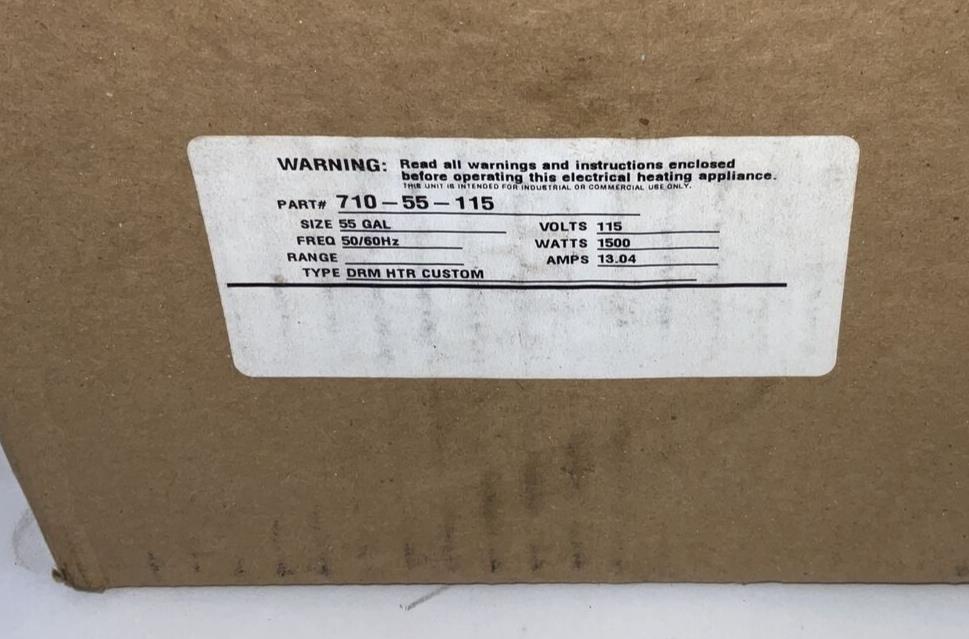 WARNING: Read all warnings and instructions enclosed
before operating this electrical heating appliance.
THIS UNIT IS INTENDED FOR INDUSTRIAL OR COMMERCIAL USE ONLY.
PART# 710-55-115
SIZE 55 GAL VOLTS 115
FREQ 50/60Hz WATTS 1500
RANGE AMPS 13.04
TYPE DRM HTR CUSTOM